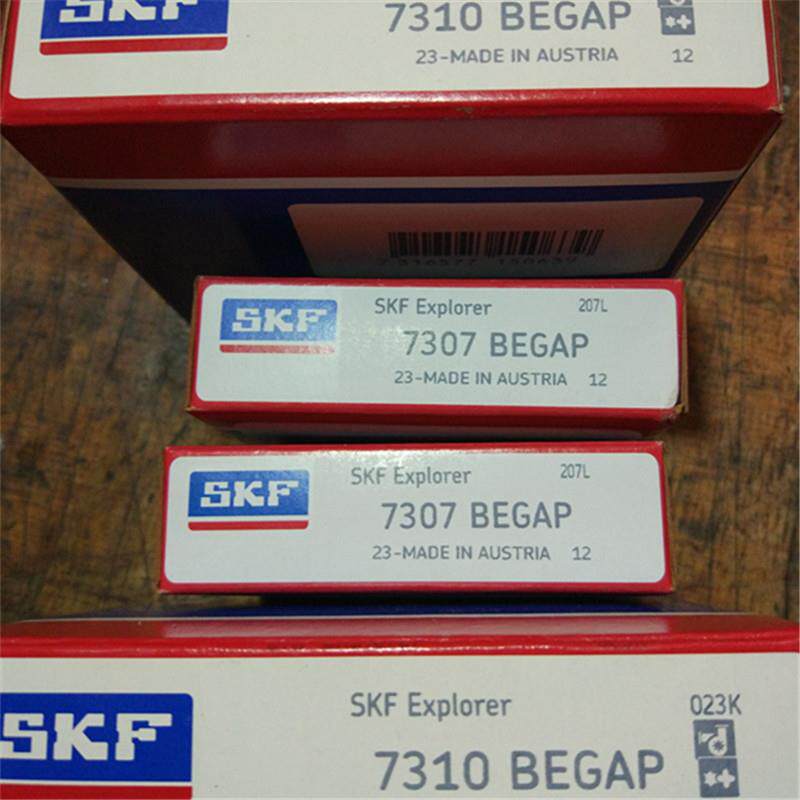 SKF
7310 BEGAP
23-MADE IN AUSTRIA 12
SKF
SKF Explorer 207L
7307 BEGAP
23-MADE IN AUSTRIA 12
SKF
SKF Explorer 207L
7307 BEGAP
23-MADE IN AUSTRIA 12
SKF
SKF Explorer 023K
7310 BEGAP